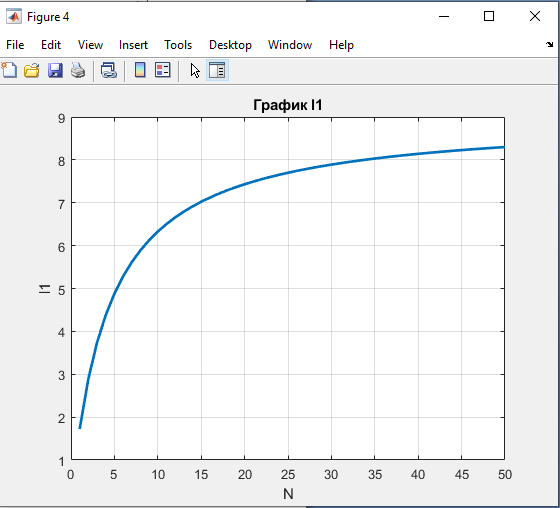 Figure 4
File Edit View Insert Tools Desktop Window Help
График I1
9
8
7
6
5
4
3
2
1
I1
0 5 10 15 20 25 30 35 40 45 50
N